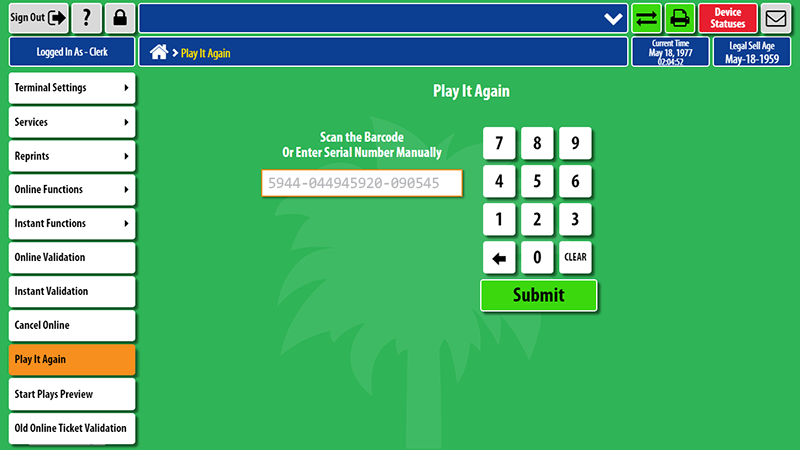 Sign Out
?
Device
Statuses
Logged In As - Clerk
> Play It Again
Current Time
May 18, 1977
02:04:52
Legal Sell Age
May-18-1959
Terminal Settings
Services
Reprints
Online Functions
Instant Functions
Online Validation
Instant Validation
Cancel Online
Play It Again
Start Plays Preview
Old Online Ticket Validation
Play It Again
Scan the Barcode
Or Enter Serial Number Manually
5944-044945920-090545
7 8 9
4 5 6
1 2 3
0 CLEAR
Submit